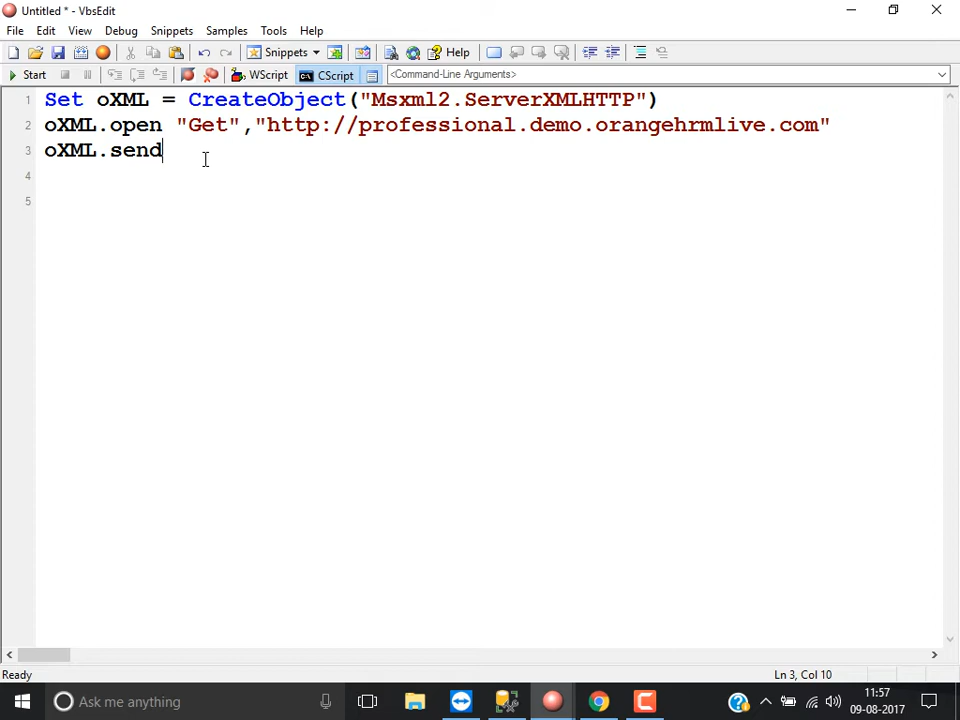 Untitled * - VbsEdit
File Edit View Debug Snippets Samples Tools Help
Snippets Help
Start WScript CScript <Command-Line Arguments>
1 Set oXML = CreateObject("Msxml2.ServerXMLHTTP")
2 oXML.open "Get","http://professional.demo.orangehrmlive.com"
3 oXML.send
4
5
Ready Ln 3, Col 10
Ask me anything 11:57
09-08-2017